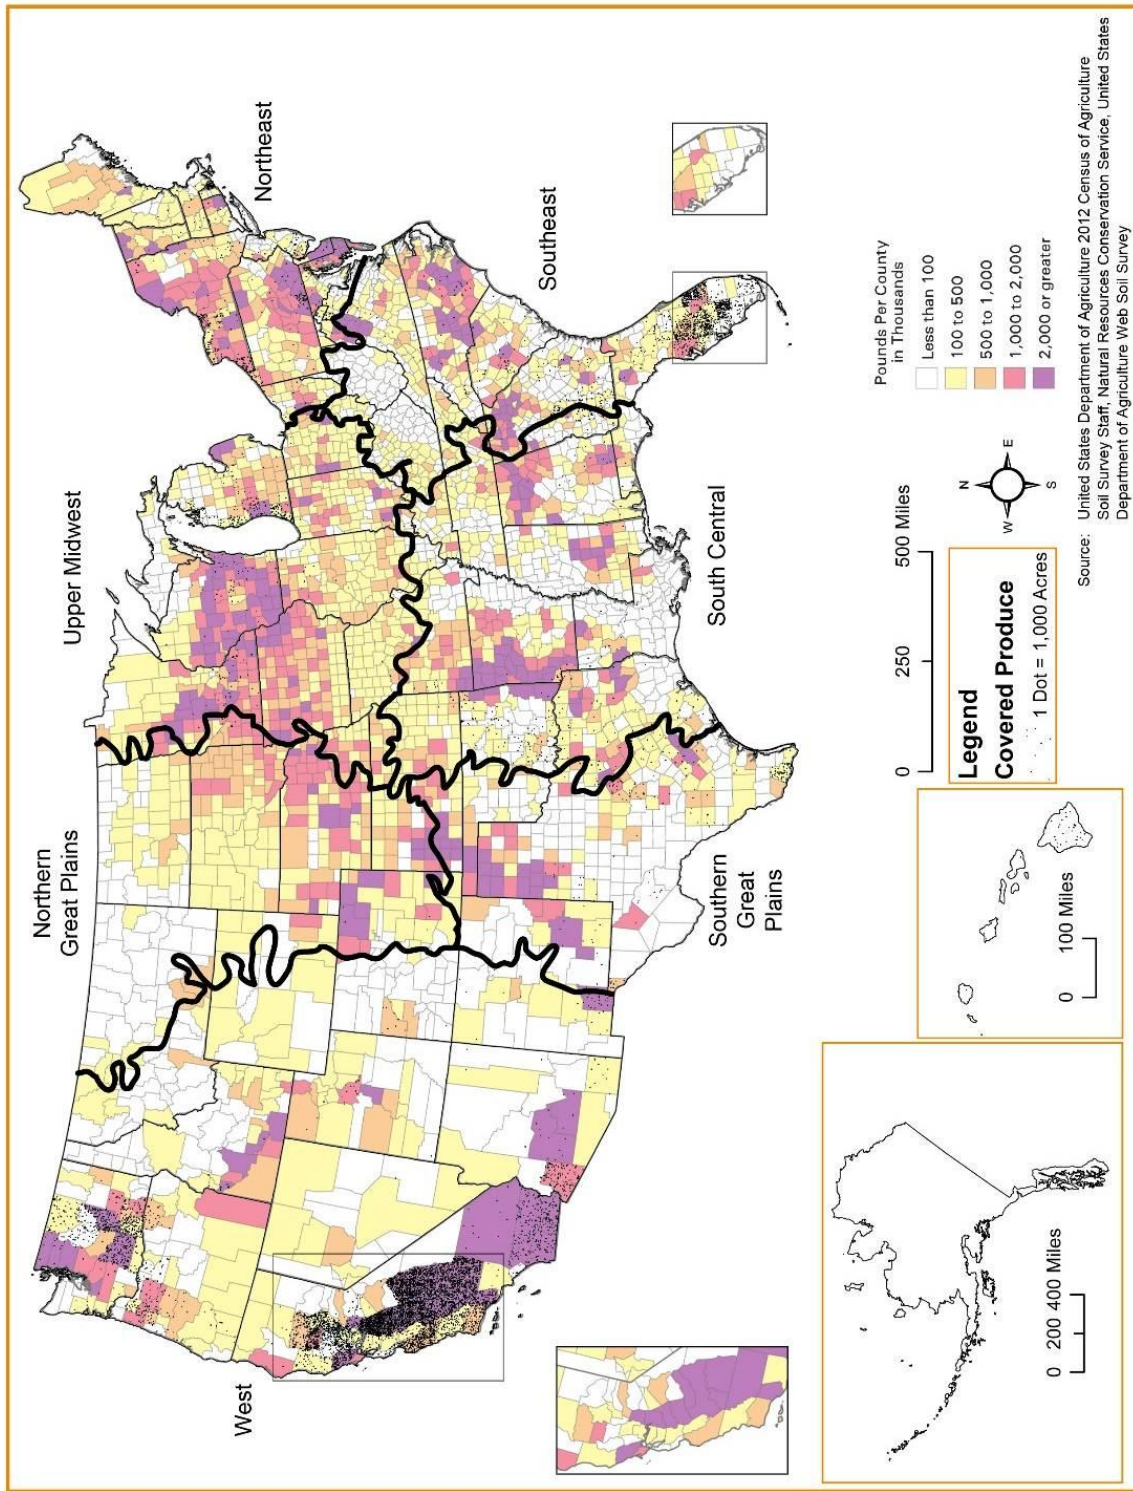 Northern
Great Plains
Upper Midwest
Northeast
West
Southern
Great
Plains
South Central
Southeast
0 200 400 Miles
0 100 Miles
0 250 500 Miles
Legend
Covered Produce
1 Dot = 1,000 Acres
N
W E
S
Pounds Per County
in Thousands
Less than 100
100 to 500
500 to 1,000
1,000 to 2,000
2,000 or greater
Source: United States Department of Agriculture 2012 Census of Agriculture
Soil Survey Staff, Natural Resources Conservation Service, United States
Department of Agriculture Web Soil Survey